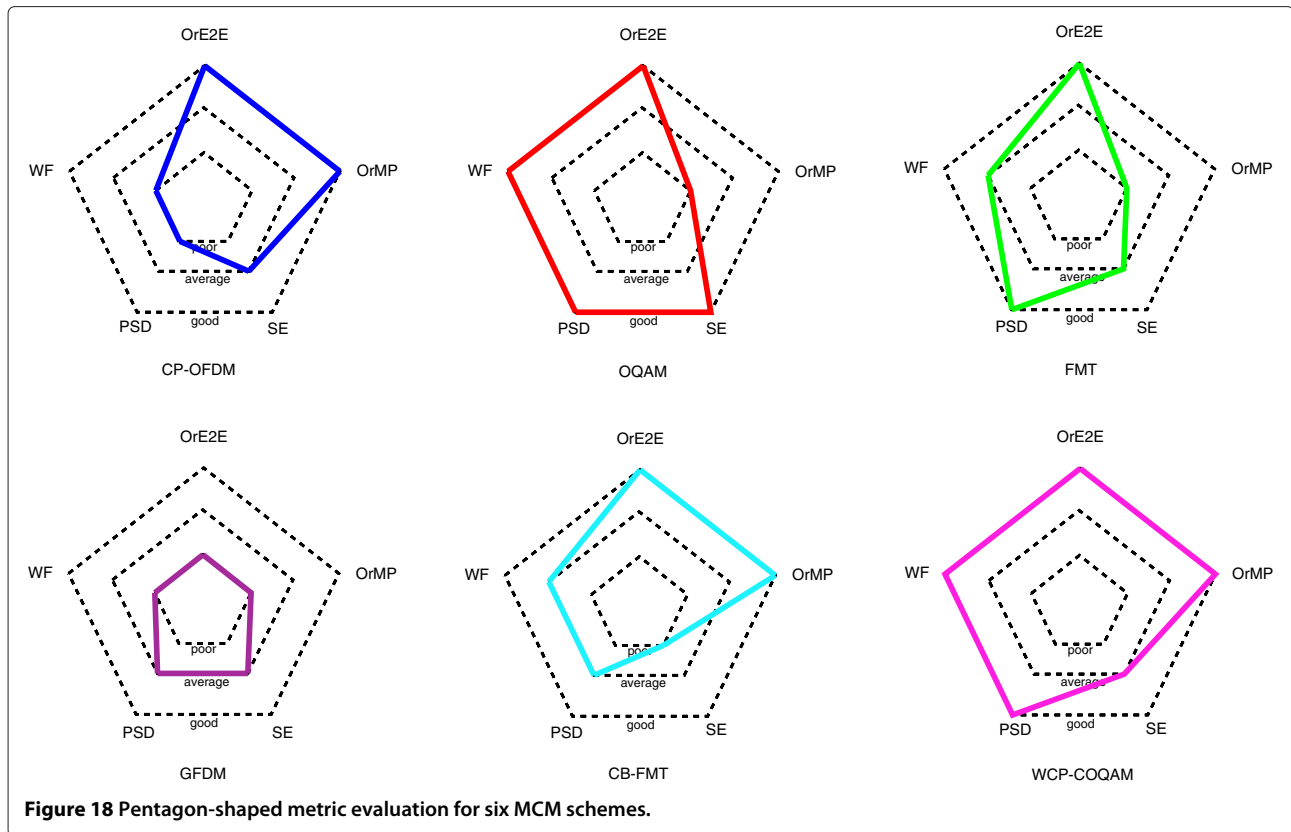 OrE2E
WF
OrMP
poor
average
good
PSD
SE
CP-OFDM
OrE2E
WF
OrMP
poor
average
good
PSD
SE
OQAM
OrE2E
WF
OrMP
poor
average
good
PSD
SE
FMT
OrE2E
WF
OrMP
poor
average
good
PSD
SE
GFDM
OrE2E
WF
OrMP
poor
average
good
PSD
SE
CB-FMT
OrE2E
WF
OrMP
poor
average
good
PSD
SE
WCP-COQAM
Figure 18 Pentagon-shaped metric evaluation for six MCM schemes.